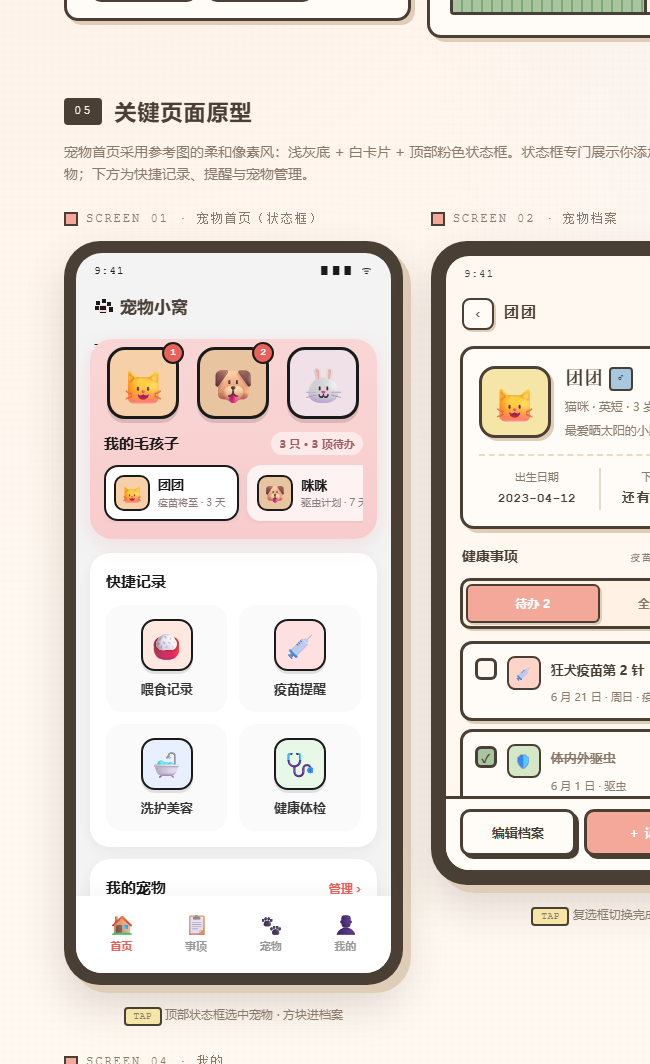 05 关键页面原型
宠物首页采用参考图的柔和像素风：浅灰底 + 白卡片 + 顶部粉色状态框。状态框专门展示你添
物；下方为快捷记录、提醒与宠物管理。
SCREEN 01 · 宠物首页（状态框）
9:41
宠物小窝
1
2
我的毛孩子
3 只 • 3 项待办
团团
疫苗将至 · 3 天
咪咪
驱虫计划 · 7
快捷记录
喂食记录
疫苗提醒
洗护美容
健康体检
我的宠物
管理 ›
首页
事项
宠物
我的
TAP 顶部状态框选中宠物 · 方块进档案
SCREEN 02 · 宠物档案
9:41
‹ 团团
团团 ♂
猫咪 · 英短 · 3
最爱晒太阳的小
出生日期
2023-04-12
下
还有
健康事项
疫苗
待办 2
全
狂犬疫苗第 2 针
6 月 21 日 · 周日 ·
体内外驱虫
6 月 1 日 · 驱虫
编辑档案
+
TAP 复选框切换完成
SCREEN 04 · 我的